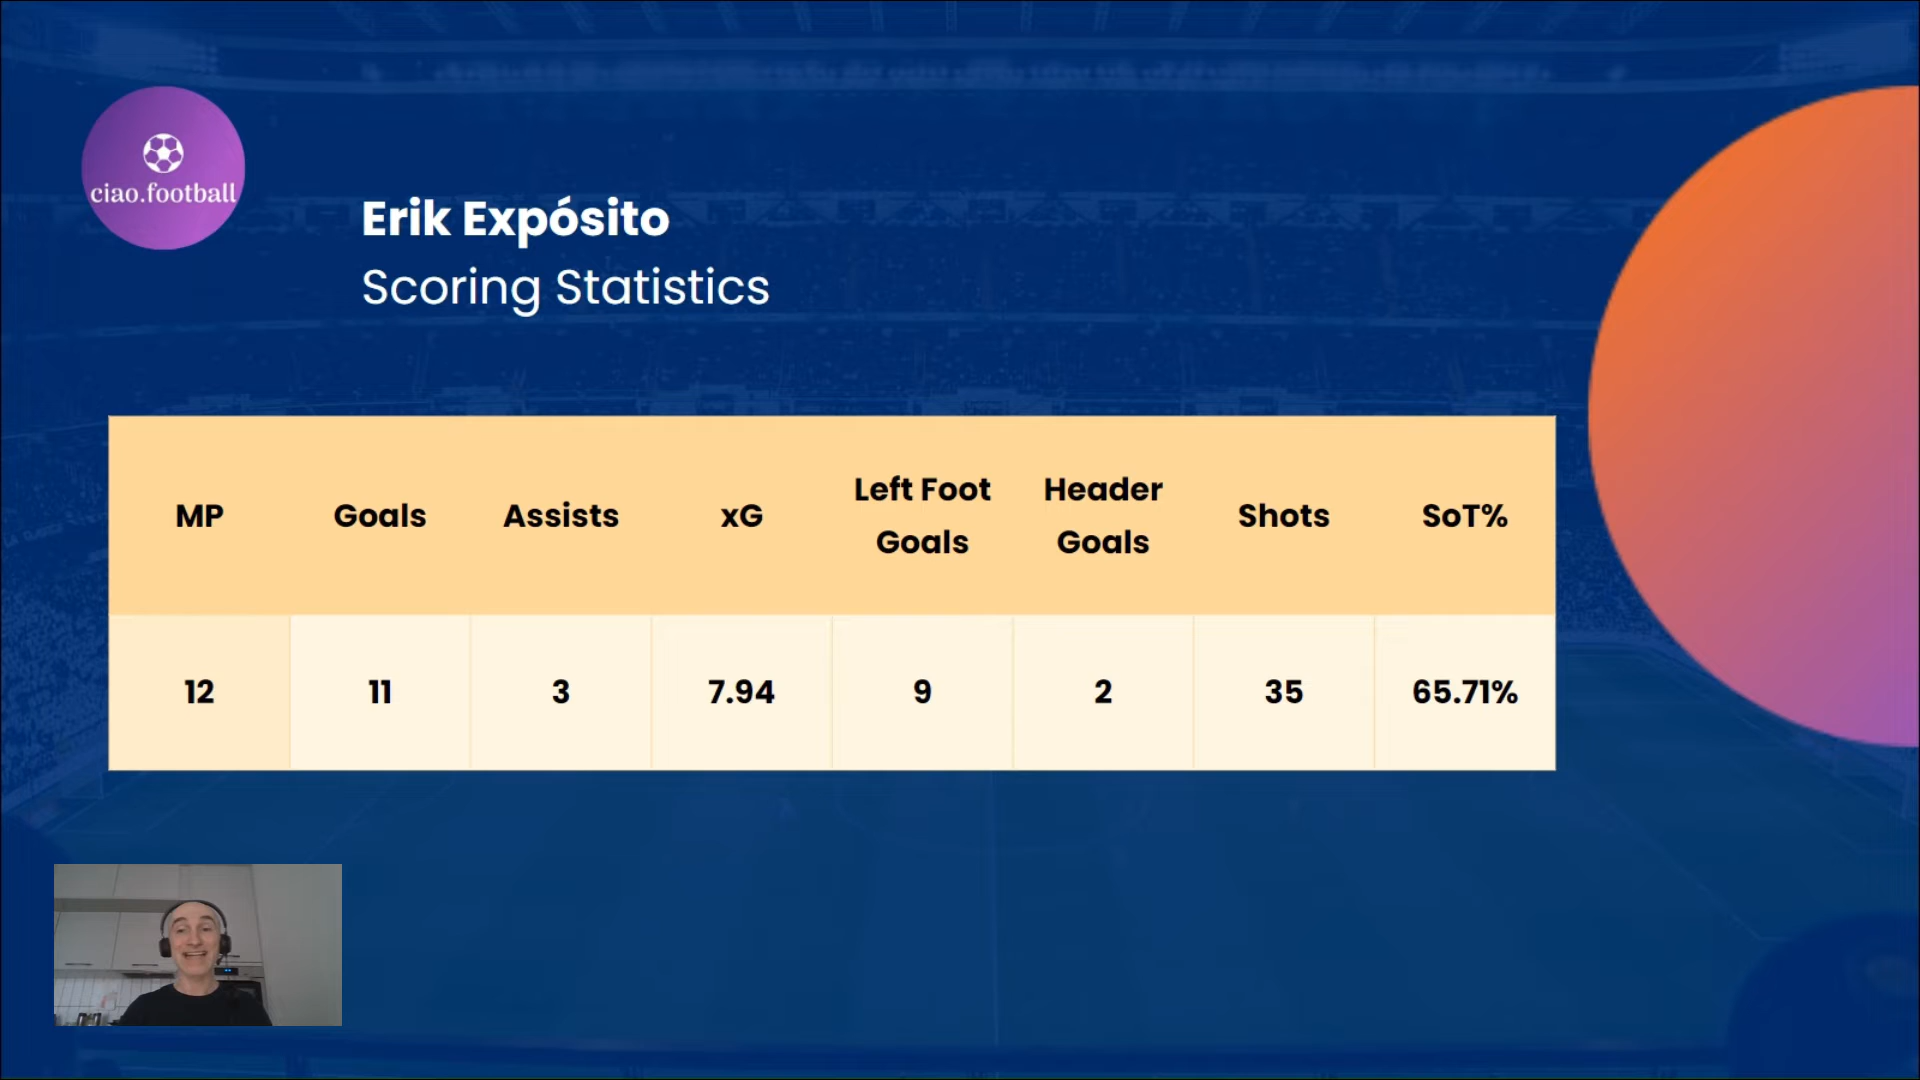 ciao.football
Erik Expósito
Scoring Statistics
MP Goals Assists xG Left Foot Goals Header Goals Shots SoT%
12 11 3 7.94 9 2 35 65.71%